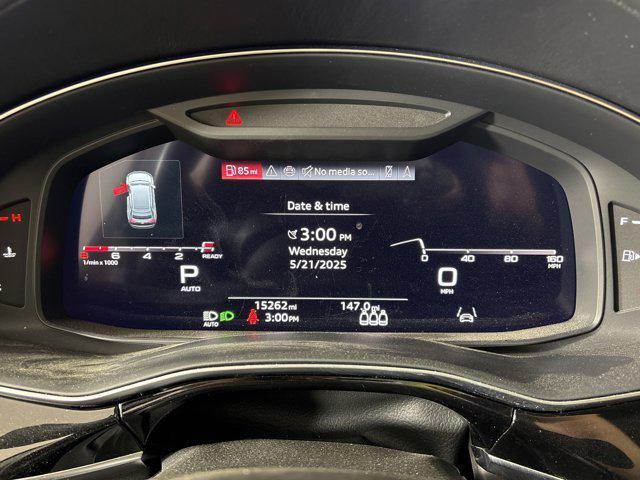 85 mi No media so...
Date & time
3:00 PM
Wednesday
5/21/2025
H
F
8 6 4 2 READY
1/min x 1000
P
AUTO
0 40 80 120 160
MPH
0
MPH
15262 mi 147.0 mi
AUTO 3:00 PM